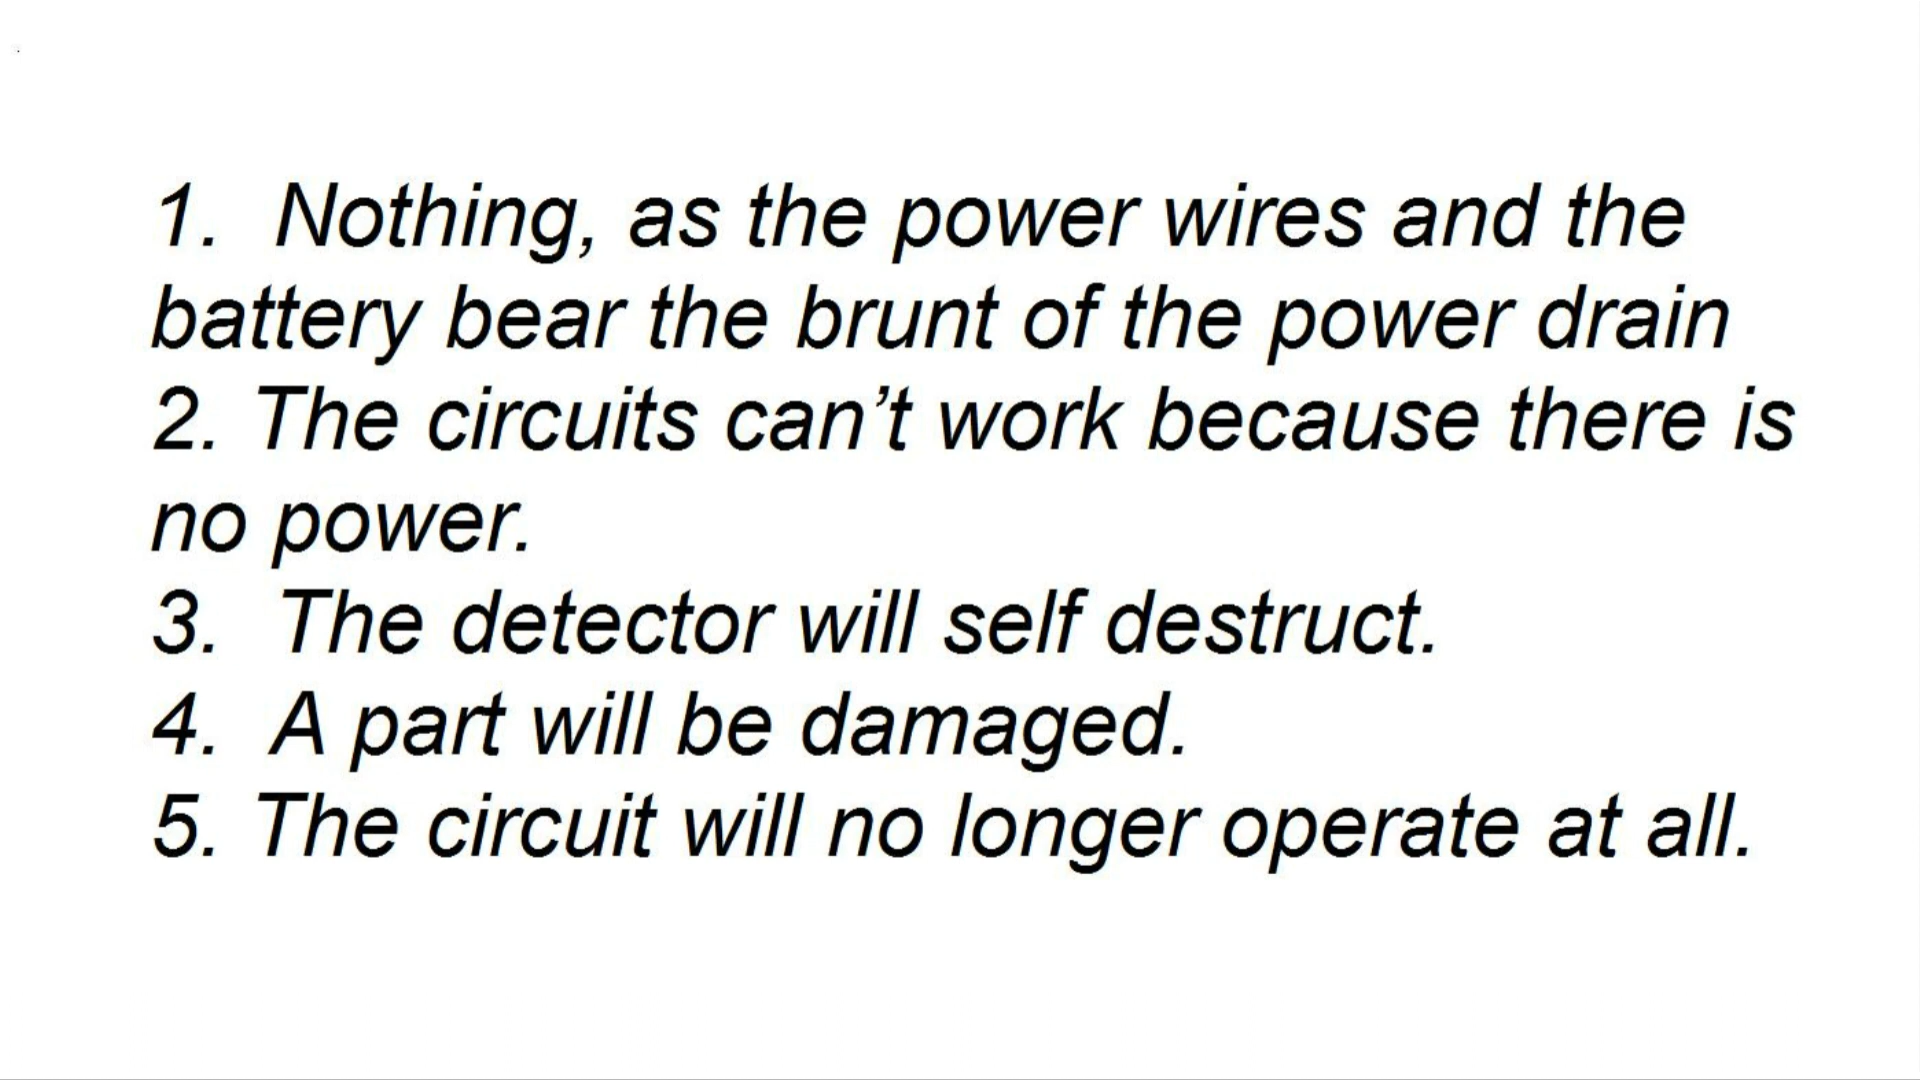 1. Nothing, as the power wires and the
battery bear the brunt of the power drain
2. The circuits can’t work because there is
no power.
3. The detector will self destruct.
4. A part will be damaged.
5. The circuit will no longer operate at all.